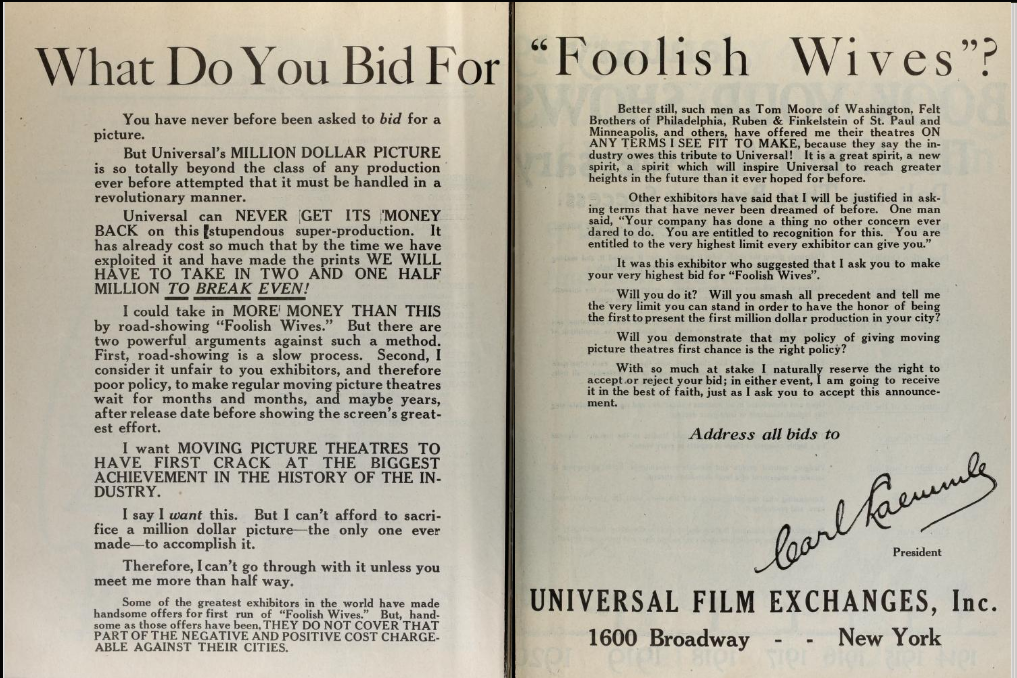 What Do You Bid For
You have never before been asked to bid for a
picture.
But Universal's MILLION DOLLAR PICTURE
is so totally beyond the class of any production
ever before attempted that it must be handled in a
revolutionary manner.
Universal can NEVER GET ITS MONEY
BACK on this stupendous super-production. It
has already cost so much that by the time we have
exploited it and have made the prints WE WILL
HAVE TO TAKE IN TWO AND ONE HALF
MILLION TO BREAK EVEN!
I could take in MORE MONEY THAN THIS
by road-showing "Foolish Wives." But there are
two powerful arguments against such a method.
First, road-showing is a slow process. Second, I
consider it unfair to you exhibitors, and therefore
poor policy, to make regular moving picture theatres
wait for months and months, and maybe years,
after release date before showing the screen's great-
est effort.
I want MOVING PICTURE THEATRES TO
HAVE FIRST CRACK AT THE BIGGEST
ACHIEVEMENT IN THE HISTORY OF THE IN-
DUSTRY.
I say I want this. But I can't afford to sacri-
fice a million dollar picture—the only one ever
made—to accomplish it.
Therefore, I can't go through with it unless you
meet me more than half way.
Some of the greatest exhibitors in the world have made
handsome offers for first run of "Foolish Wives." But, hand-
some as those offers have been, THEY DO NOT COVER THAT
PART OF THE NEGATIVE AND POSITIVE COST CHARGE-
ABLE AGAINST THEIR CITIES.
"Foolish Wives"?
Better still, such men as Tom Moore of Washington, Felt
Brothers of Philadelphia, Ruben & Finkelstein of St. Paul and
Minneapolis, and others, have offered me their theatres ON
ANY TERMS I SEE FIT TO MAKE, because they say the in-
dustry owes this tribute to Universal! It is a great spirit, a new
spirit, a spirit which will inspire Universal to reach greater
heights in the future than it ever hoped for before.
Other exhibitors have said that I will be justified in ask-
ing terms that have never been dreamed of before. One man
said, "Your company has done a thing no other concern ever
dared to do. You are entitled to recognition for this. You are
entitled to the very highest limit every exhibitor can give you."
It was this exhibitor who suggested that I ask you to make
your very highest bid for "Foolish Wives".
Will you do it? Will you smash all precedent and tell me
the very limit you can stand in order to have the honor of being
the first to present the first million dollar production in your city?
Will you demonstrate that my policy of giving moving
picture theatres first chance is the right policy?
With so much at stake I naturally reserve the right to
accept or reject your bid; in either event, I am going to receive
it in the best of faith, just as I ask you to accept this announce-
ment.
Address all bids to
Carl Laemmle
President
UNIVERSAL FILM EXCHANGES, Inc.
1600 Broadway - - New York